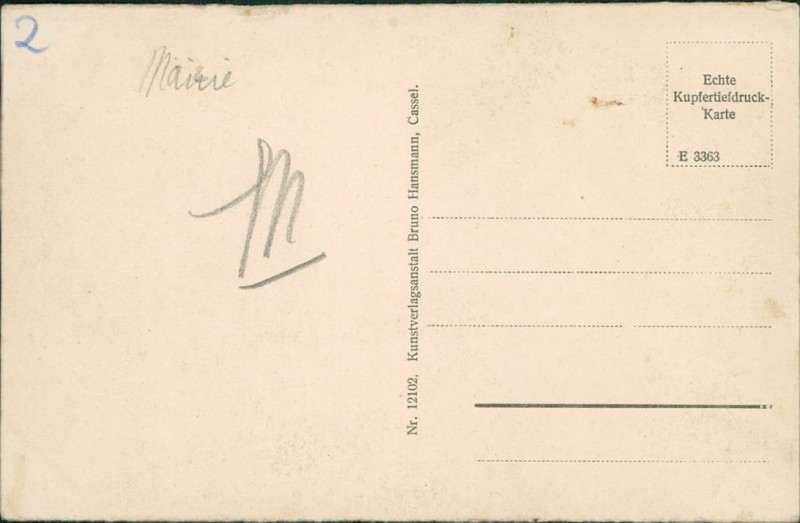 2
Mairie
M
Echte
Kupfertiefdruck-
Karte
E 3363
Nr. 12102. Kunstverlagsanstalt Bruno Hansmann, Cassel.